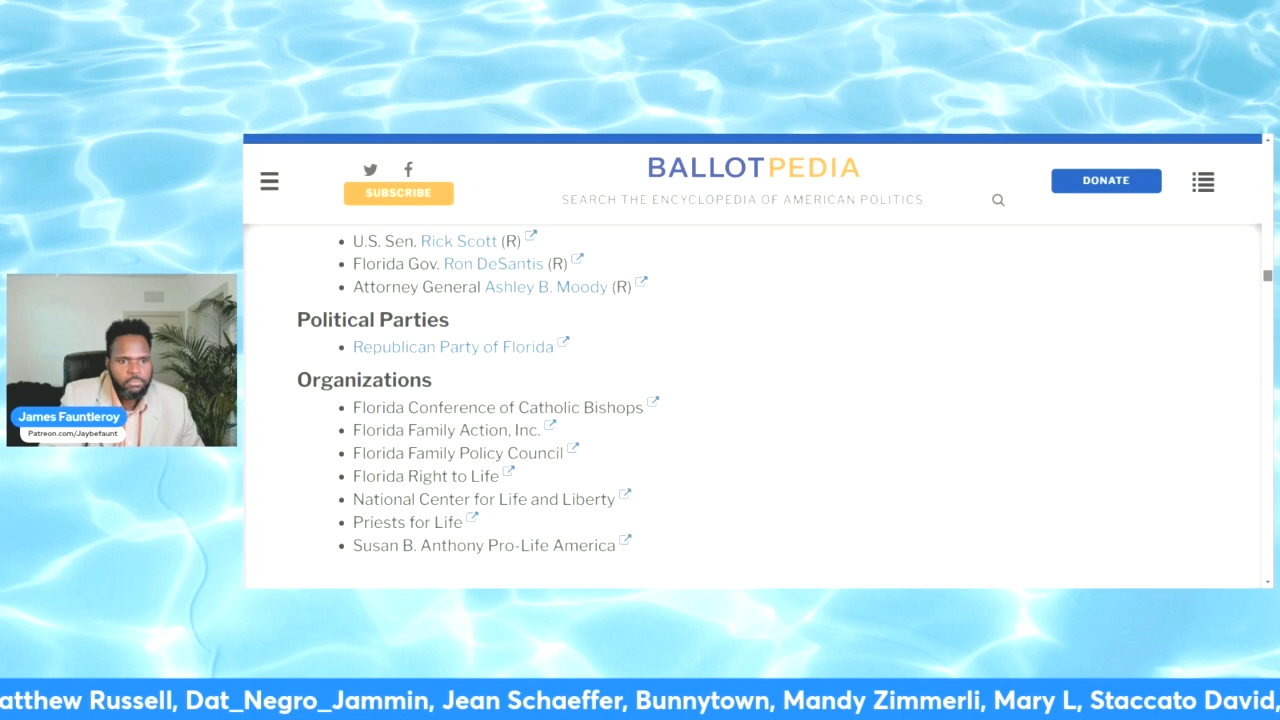 BALLOTPEDIA
SUBSCRIBE
SEARCH THE ENCYCLOPEDIA OF AMERICAN POLITICS
DONATE
U.S. Sen. Rick Scott (R)
Florida Gov. Ron DeSantis (R)
Attorney General Ashley B. Moody (R)
Political Parties
Republican Party of Florida
Organizations
Florida Conference of Catholic Bishops
Florida Family Action, Inc.
Florida Family Policy Council
Florida Right to Life
National Center for Life and Liberty
Priests for Life
Susan B. Anthony Pro-Life America
James Fauntleroy
Patreon.com/Jaybefaunt
atthew Russell, Dat_Negro_Jammin, Jean Schaeffer, Bunnytown, Mandy Zimmerli, Mary L, Staccato David,